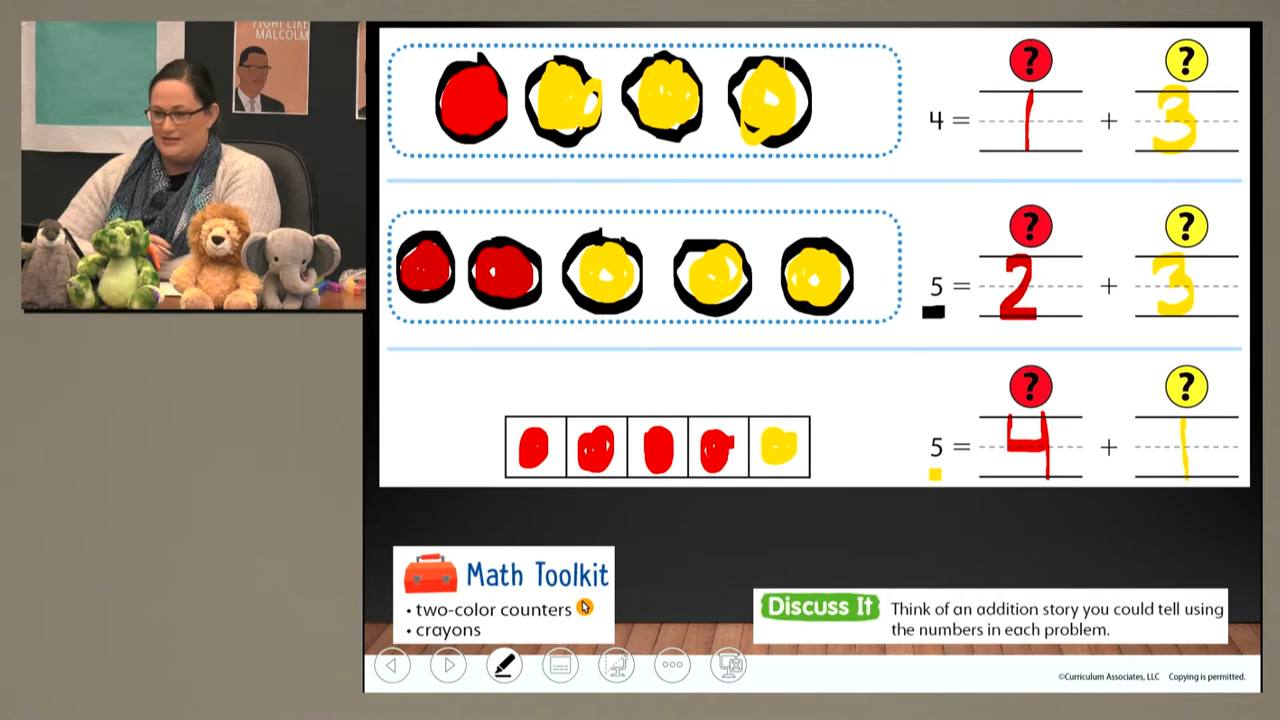 FIGHT LIKE
MALCOLM
? ?
4 = 1 + 3
? ?
5 = 2 + 3
? ?
5 = 4 + 1
Math Toolkit
• two-color counters
• crayons
Discuss It Think of an addition story you could tell using
the numbers in each problem.
©Curriculum Associates, LLC Copying is permitted.